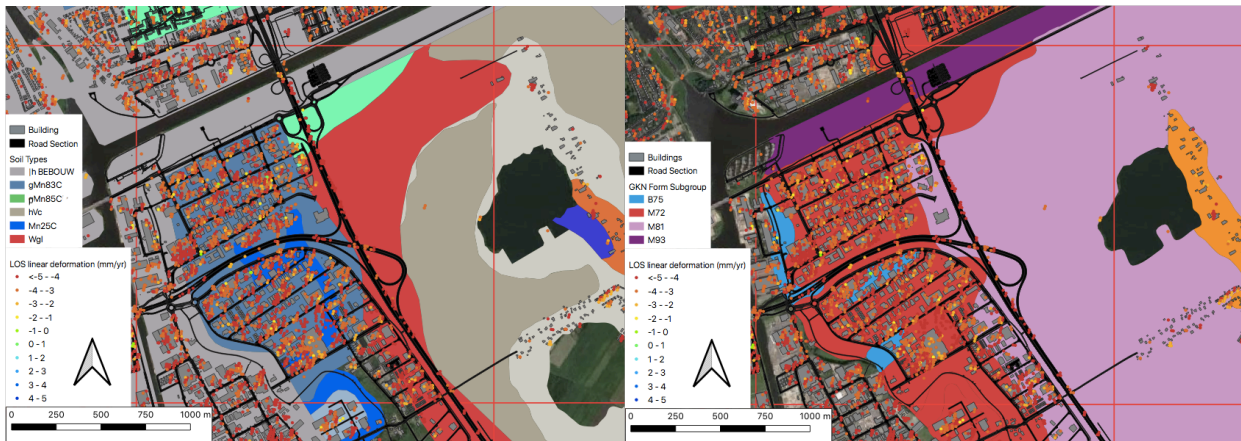 Building
Road Section
Soil Types
|h BEBOUW
gMn83C
pMn85C
hVc
Mn25C
Wgl
LOS linear deformation (mm/yr)
<-5 - -4
-4 - -3
-3 - -2
-2 - -1
-1 - 0
0 - 1
1 - 2
2 - 3
3 - 4
4 - 5
0 250 500 750 1000 m
Buildings
Road Section
GKN Form Subgroup
B75
M72
M81
M93
LOS linear deformation (mm/yr)
<-5 - -4
-4 - -3
-3 - -2
-2 - -1
-1 - 0
0 - 1
1 - 2
2 - 3
3 - 4
4 - 5
0 250 500 750 1000 m